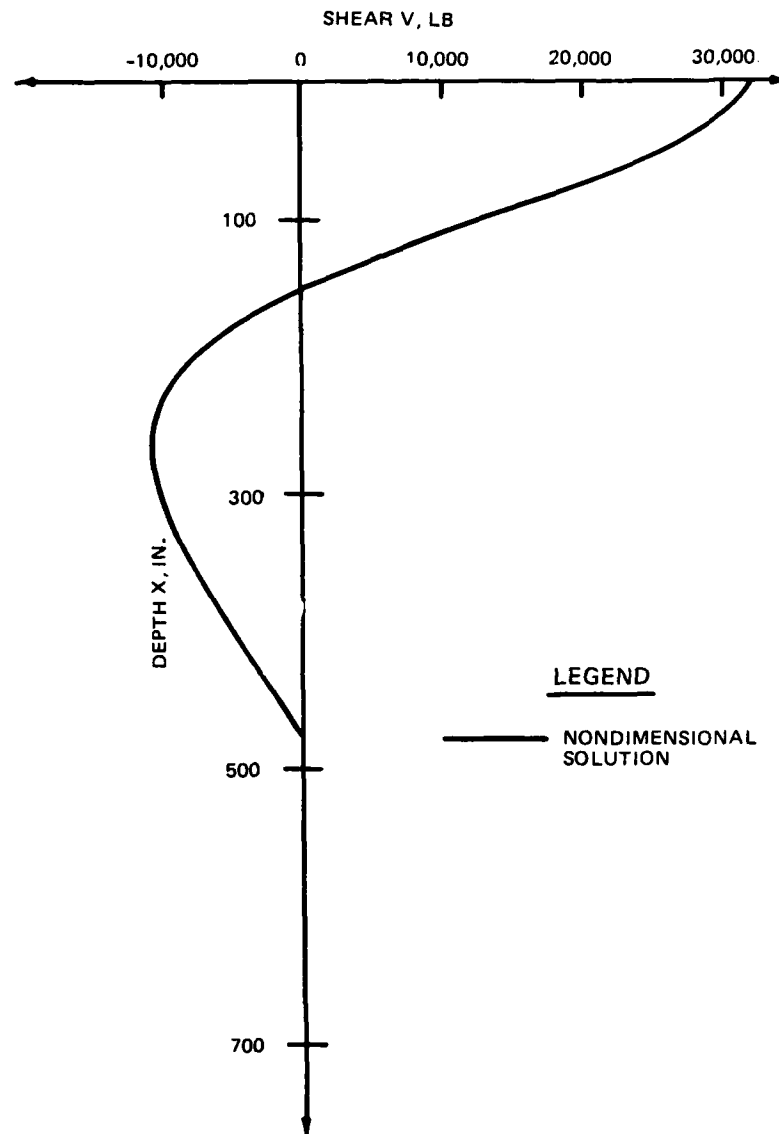 SHEAR V, LB
-10,000 0 10,000 20,000 30,000
100
300
DEPTH X, IN.
LEGEND
NONDIMENSIONAL
SOLUTION
500
700